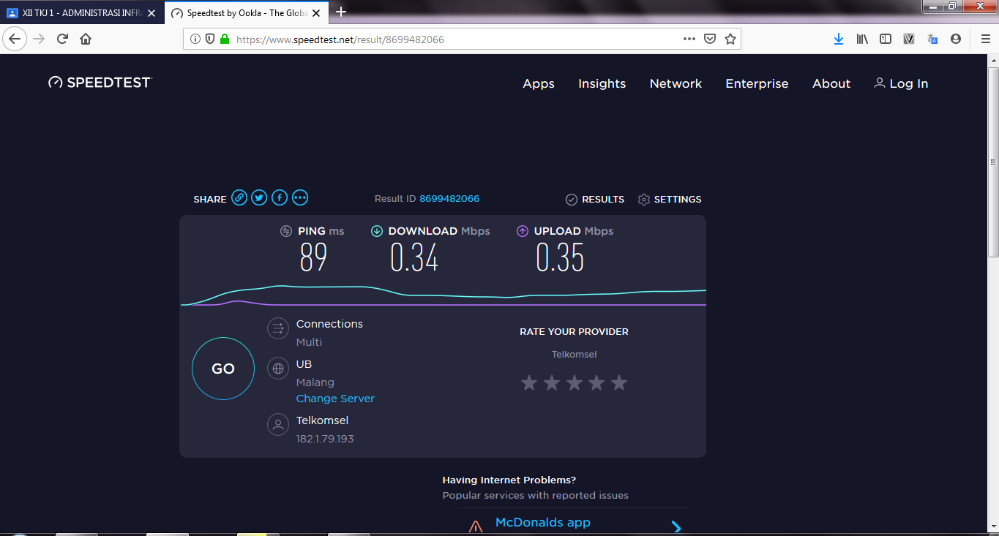 XII TKJ 1 - ADMINISTRASI INFRA
Speedtest by Ookla - The Globa
https://www.speedtest.net/result/8699482066
SPEEDTEST
Apps Insights Network Enterprise About Log In
SHARE Result ID 8699482066 RESULTS SETTINGS
PING ms DOWNLOAD Mbps UPLOAD Mbps
89 0.34 0.35
GO
Connections
Multi
UB
Malang
Change Server
Telkomsel
182.1.79.193
RATE YOUR PROVIDER
Telkomsel
Having Internet Problems?
Popular services with reported issues
McDonalds app